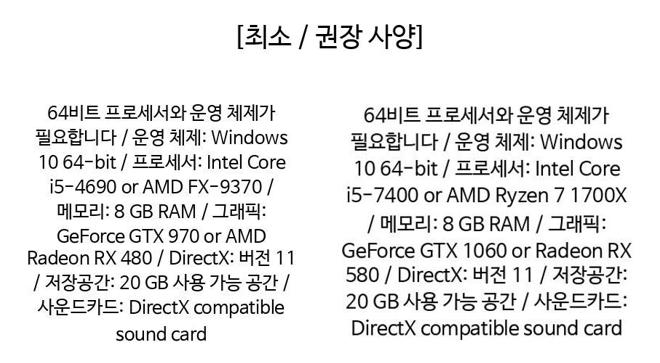 [최소 / 권장 사양]
64비트 프로세서와 운영 체제가
필요합니다 / 운영 체제: Windows
10 64-bit / 프로세서: Intel Core
i5-4690 or AMD FX-9370 /
메모리: 8 GB RAM / 그래픽:
GeForce GTX 970 or AMD
Radeon RX 480 / DirectX: 버전 11
/ 저장공간: 20 GB 사용 가능 공간 /
사운드카드: DirectX compatible
sound card
64비트 프로세서와 운영 체제가
필요합니다 / 운영 체제: Windows
10 64-bit / 프로세서: Intel Core
i5-7400 or AMD Ryzen 7 1700X
/ 메모리: 8 GB RAM / 그래픽:
GeForce GTX 1060 or Radeon RX
580 / DirectX: 버전 11 / 저장공간:
20 GB 사용 가능 공간 / 사운드카드:
DirectX compatible sound card